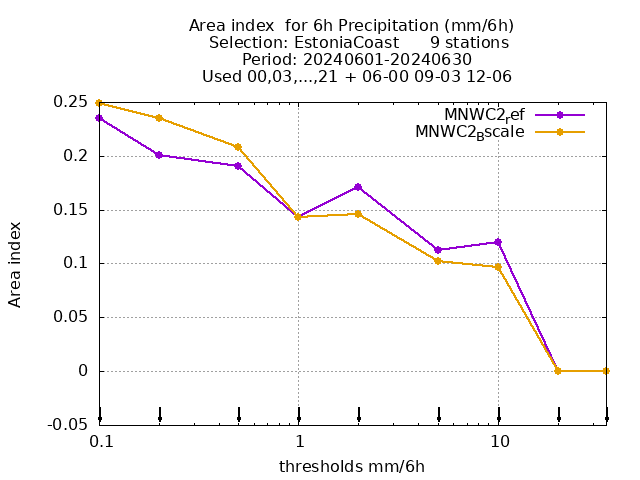 Area index  for 6h Precipitation (mm/6h)
Selection: EstoniaCoast      9 stations
Period: 20240601-20240630
Used 00,03,...,21 + 06-00 09-03 12-06
MNWC2ref
MNWC2Bscale
0.25
0.2
0.15
0.1
0.05
0
-0.05
Area index
0.1
1
10
thresholds mm/6h